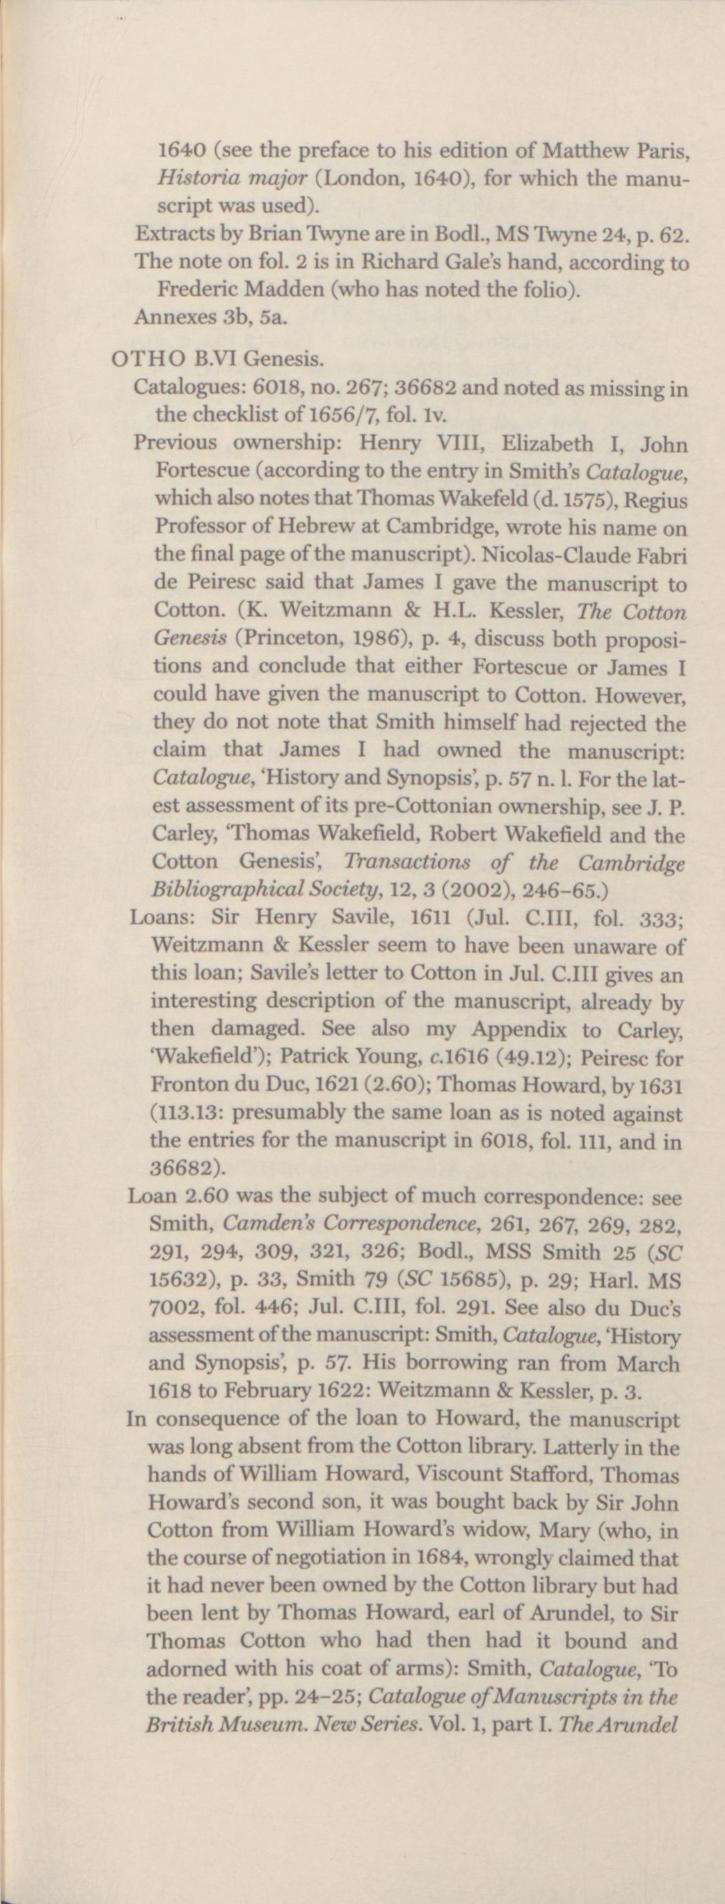 1640 (see the preface to his edition of Matthew Paris,
Historia major (London, 1640), for which the manu-
script was used).
Extracts by Brian Twyne are in Bodl., MS Twyne 24, p. 62.
The note on fol. 2 is in Richard Gale's hand, according to
Frederic Madden (who has noted the folio).
Annexes 3b, 5a.
OTHO B.VI Genesis.
Catalogues: 6018, no. 267; 36682 and noted as missing in
the checklist of 1656/7, fol. 1v.
Previous ownership: Henry VIII, Elizabeth I, John
Fortescue (according to the entry in Smith's Catalogue,
which also notes that Thomas Wakefeld (d. 1575), Regius
Professor of Hebrew at Cambridge, wrote his name on
the final page of the manuscript). Nicolas-Claude Fabri
de Peiresc said that James I gave the manuscript to
Cotton. (K. Weitzmann & H.L. Kessler, The Cotton
Genesis (Princeton, 1986), p. 4, discuss both proposi-
tions and conclude that either Fortescue or James I
could have given the manuscript to Cotton. However,
they do not note that Smith himself had rejected the
claim that James I had owned the manuscript:
Catalogue, 'History and Synopsis', p. 57 n. l. For the lat-
est assessment of its pre-Cottonian ownership, see J. P.
Carley, 'Thomas Wakefield, Robert Wakefield and the
Cotton Genesis', Transactions of the Cambridge
Bibliographical Society, 12, 3 (2002), 246–65.)
Loans: Sir Henry Savile, 1611 (Jul. C.III, fol. 333;
Weitzmann & Kessler seem to have been unaware of
this loan; Savile's letter to Cotton in Jul. C.III gives an
interesting description of the manuscript, already by
then damaged. See also my Appendix to Carley,
'Wakefield'); Patrick Young, c.1616 (49.12); Peiresc for
Fronton du Duc, 1621 (2.60); Thomas Howard, by 1631
(113.13: presumably the same loan as is noted against
the entries for the manuscript in 6018, fol. 111, and in
36682).
Loan 2.60 was the subject of much correspondence: see
Smith, Camden's Correspondence, 261, 267, 269, 282,
291, 294, 309, 321, 326; Bodl., MSS Smith 25 (SC
15632), p. 33, Smith 79 (SC 15685), p. 29; Harl. MS
7002, fol. 446; Jul. C.III, fol. 291. See also du Duc's
assessment of the manuscript: Smith, Catalogue, 'History
and Synopsis', p. 57. His borrowing ran from March
1618 to February 1622: Weitzmann & Kessler, p. 3.
In consequence of the loan to Howard, the manuscript
was long absent from the Cotton library. Latterly in the
hands of William Howard, Viscount Stafford, Thomas
Howard's second son, it was bought back by Sir John
Cotton from William Howard's widow, Mary (who, in
the course of negotiation in 1684, wrongly claimed that
it had never been owned by the Cotton library but had
been lent by Thomas Howard, earl of Arundel, to Sir
Thomas Cotton who had then had it bound and
adorned with his coat of arms): Smith, Catalogue, 'To
the reader', pp. 24–25; Catalogue of Manuscripts in the
British Museum. New Series. Vol. 1, part I. The Arundel